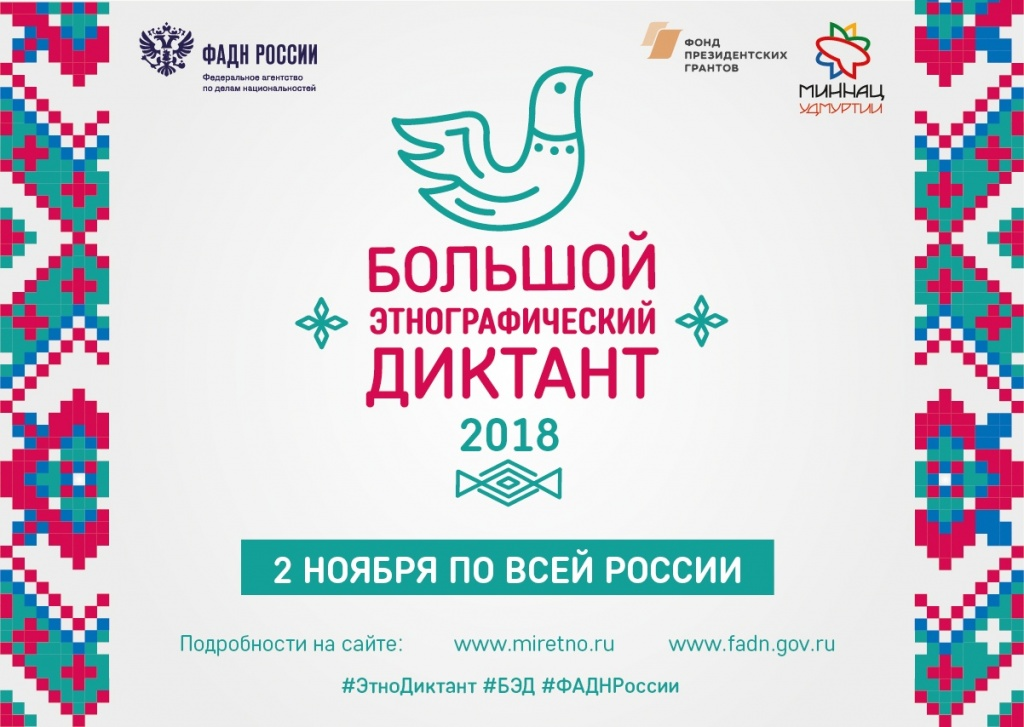 ФАДН РОССИИ
Федеральное агентство
по делам национальностей
ФОНД
ПРЕЗИДЕНТСКИХ
ГРАНТОВ
МИННАЦ
УДМУРТИИ
БОЛЬШОЙ
ЭТНОГРАФИЧЕСКИЙ
ДИКТАНТ
2018
2 НОЯБРЯ ПО ВСЕЙ РОССИИ
Подробности на сайте: www.miretno.ru www.fadn.gov.ru
#ЭтноДиктант #БЭД #ФАДНРоссии